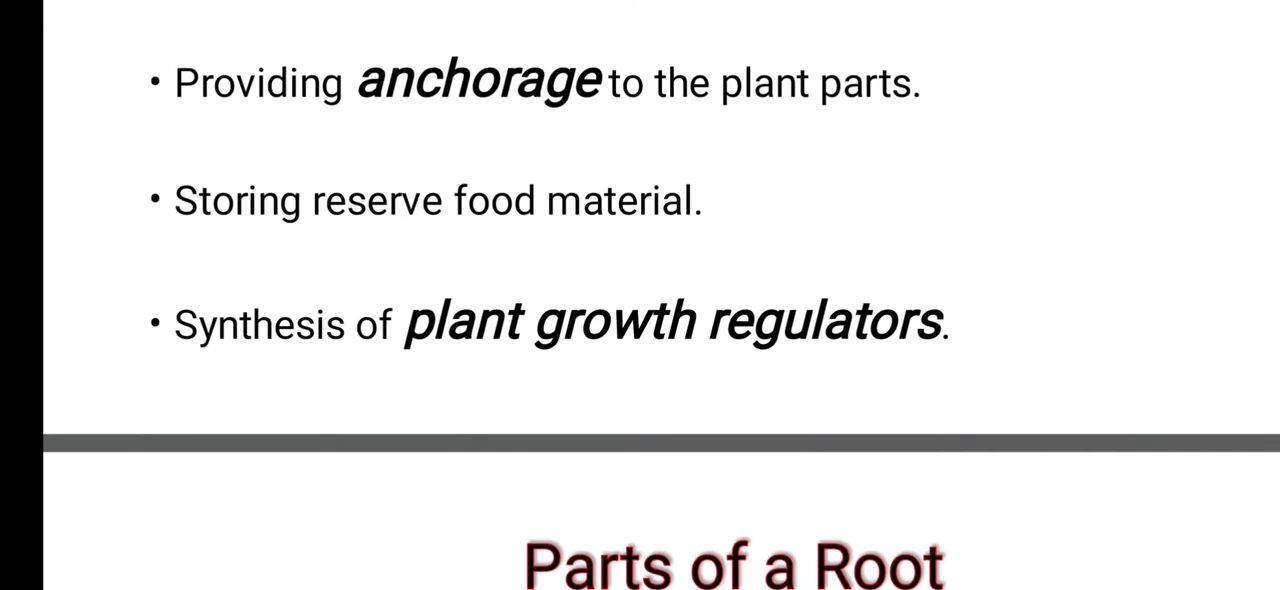 • Providing anchorage to the plant parts.
• Storing reserve food material.
• Synthesis of plant growth regulators.
Parts of a Root